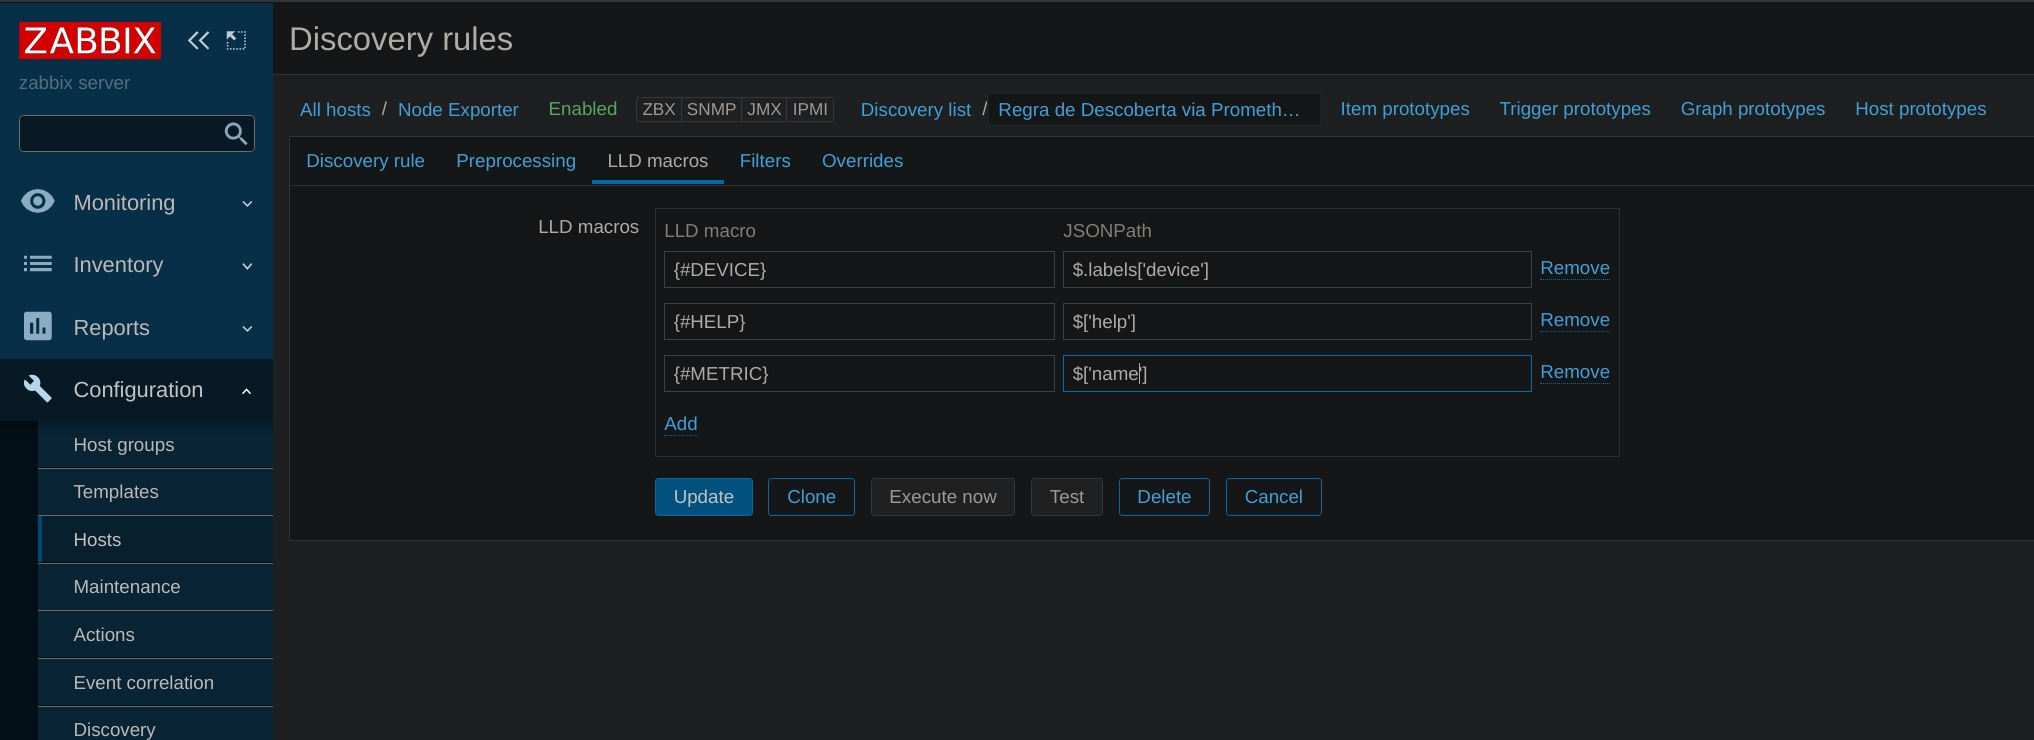 ZABBIX
zabbix server
Monitoring
Inventory
Reports
Configuration
Host groups
Templates
Hosts
Maintenance
Actions
Event correlation
Discovery
Discovery rules
All hosts / Node Exporter Enabled ZBX SNMP JMX IPMI Discovery list / Regra de Descoberta via Prometh… Item prototypes Trigger prototypes Graph prototypes Host prototypes
Discovery rule Preprocessing LLD macros Filters Overrides
LLD macros
LLD macro JSONPath
{#DEVICE} $.labels['device'] Remove
{#HELP} $['help'] Remove
{#METRIC} $['name'] Remove
Add
Update Clone Execute now Test Delete Cancel